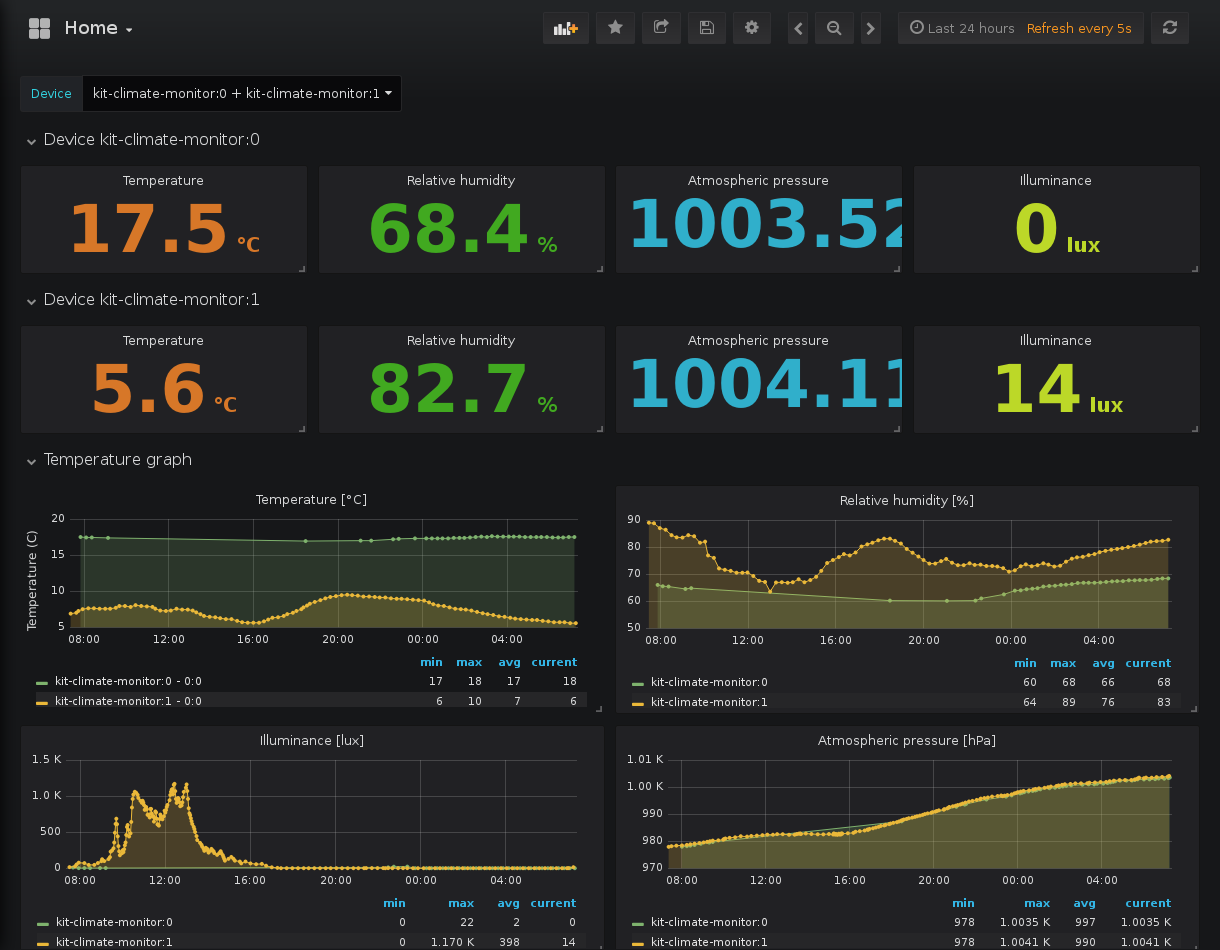 Home
Last 24 hours Refresh every 5s
Device kit-climate-monitor:0 + kit-climate-monitor:1
Device kit-climate-monitor:0
Temperature Relative humidity Atmospheric pressure Illuminance
17.5 °C 68.4 % 1003.52 0 lux
Device kit-climate-monitor:1
Temperature Relative humidity Atmospheric pressure Illuminance
5.6 °C 82.7 % 1004.11 14 lux
Temperature graph
Temperature [°C]
Temperature (C)
20
15
10
5
08:00 12:00 16:00 20:00 00:00 04:00
min max avg current
kit-climate-monitor:0 - 0:0 17 18 17 18
kit-climate-monitor:1 - 0:0 6 10 7 6
Relative humidity [%]
90
80
70
60
50
08:00 12:00 16:00 20:00 00:00 04:00
min max avg current
kit-climate-monitor:0 60 68 66 68
kit-climate-monitor:1 64 89 76 83
Illuminance [lux]
1.5 K
1.0 K
500
0
08:00 12:00 16:00 20:00 00:00 04:00
min max avg current
kit-climate-monitor:0 0 22 2 0
kit-climate-monitor:1 0 1.170 K 398 14
Atmospheric pressure [hPa]
1.01 K
1.00 K
990
980
970
08:00 12:00 16:00 20:00 00:00 04:00
min max avg current
kit-climate-monitor:0 978 1.0035 K 997 1.0035 K
kit-climate-monitor:1 978 1.0041 K 990 1.0041 K